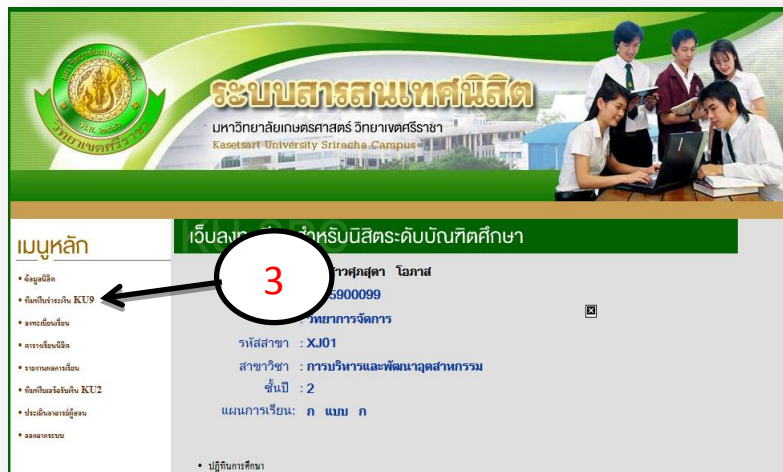 ระบบสารสนเทศนิสิต
มหาวิทยาลัยเกษตรศาสตร์ วิทยาเขตศรีราชา
Kasetsart University Sriracha Campus
เมนูหลัก
• ข้อมูลนิสิต
• พิมพ์ใบชำระเงิน KU9
• ลงทะเบียนเรียน
• ตารางเรียนนิสิต
• รายงานผลการเรียน
• พิมพ์ใบเสร็จรับเงิน KU2
• ประเมินอาจารย์ผู้สอน
• ออกจากระบบ
สำหรับนิสิตระดับบัณฑิตศึกษา
3
ศุภสุตา โอภาส
5900099
: วิทยาการจัดการ
รหัสสาขา : XJ01
สาขาวิชา : การบริหารและพัฒนาอุตสาหกรรม
ชั้นปี : 2
แผนการเรียน: ก แบบ ก
• ปฏิทินการศึกษา